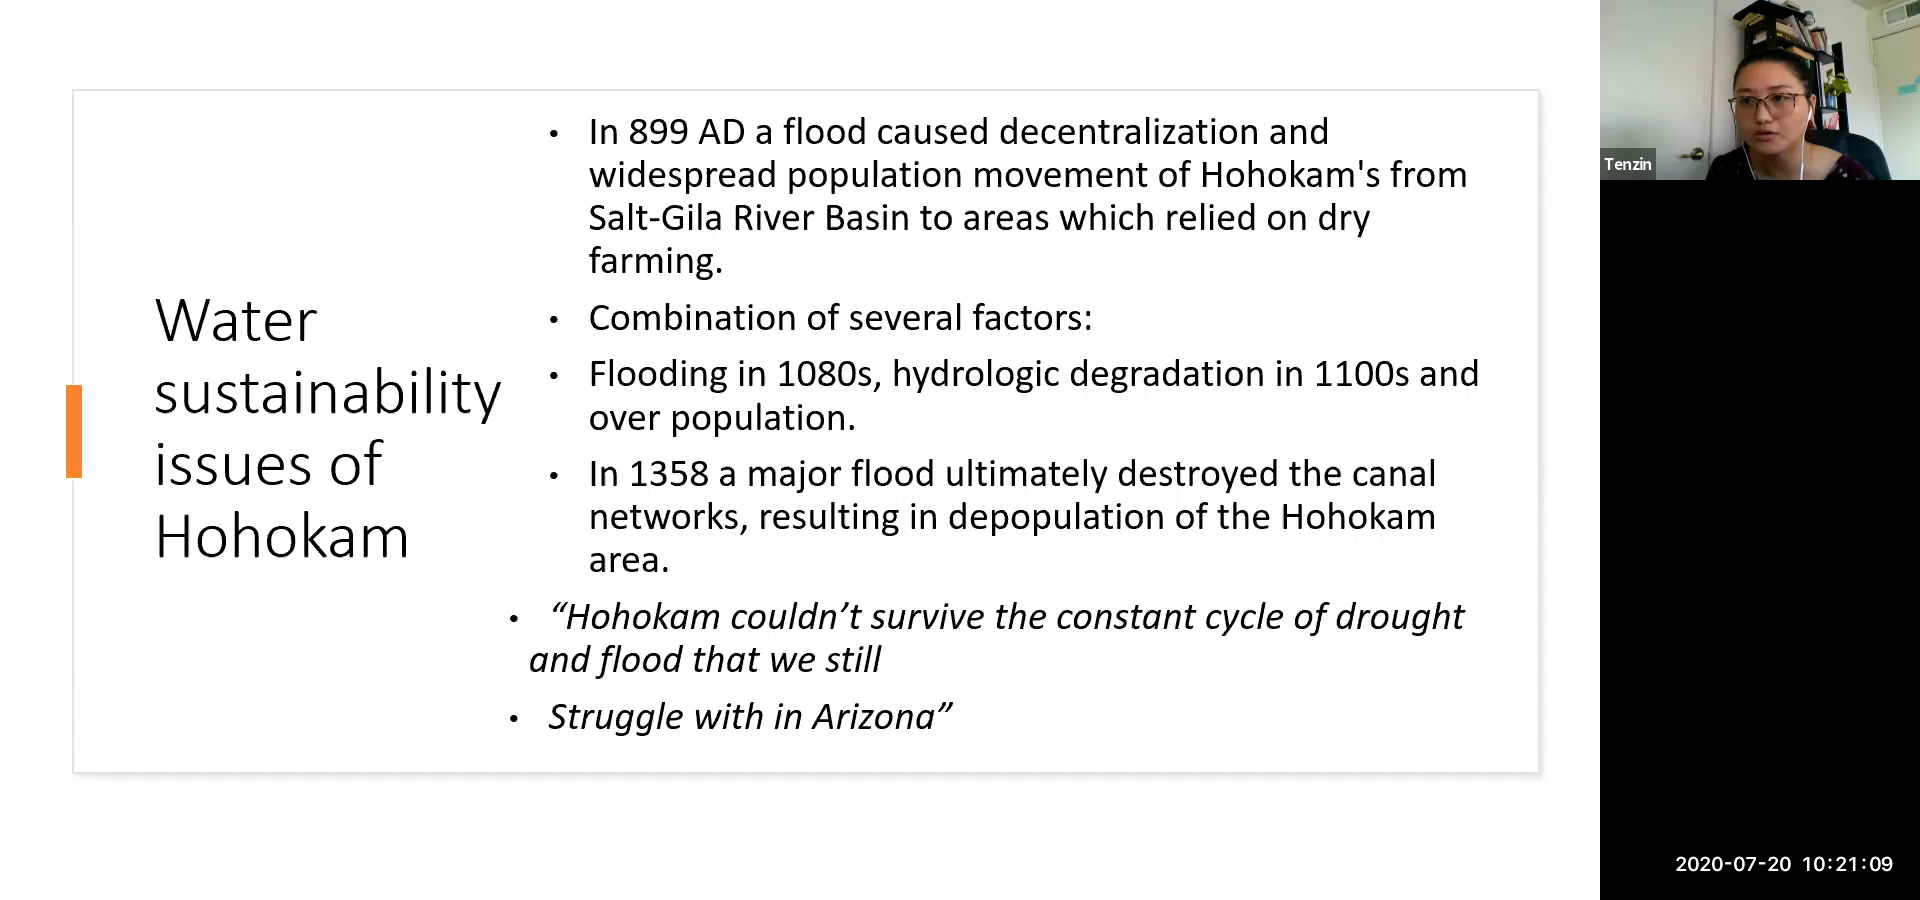 Water
sustainability
issues of
Hohokam
• In 899 AD a flood caused decentralization and
widespread population movement of Hohokam's from
Salt-Gila River Basin to areas which relied on dry
farming.
• Combination of several factors:
• Flooding in 1080s, hydrologic degradation in 1100s and
over population.
• In 1358 a major flood ultimately destroyed the canal
networks, resulting in depopulation of the Hohokam
area.
• “Hohokam couldn’t survive the constant cycle of drought
and flood that we still
• Struggle with in Arizona”
Tenzin
2020-07-20 10:21:09